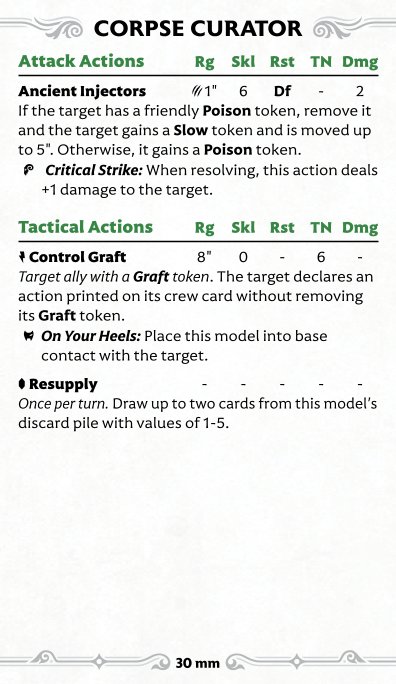 CORPSE CURATOR
Attack Actions Rg Skl Rst TN Dmg
Ancient Injectors 1" 6 Df - 2
If the target has a friendly Poison token, remove it
and the target gains a Slow token and is moved up
to 5". Otherwise, it gains a Poison token.
Critical Strike: When resolving, this action deals
+1 damage to the target.
Tactical Actions Rg Skl Rst TN Dmg
Control Graft 8" 0 - 6 -
Target ally with a Graft token. The target declares an
action printed on its crew card without removing
its Graft token.
On Your Heels: Place this model into base
contact with the target.
Resupply - - - - -
Once per turn. Draw up to two cards from this model's
discard pile with values of 1-5.
30 mm